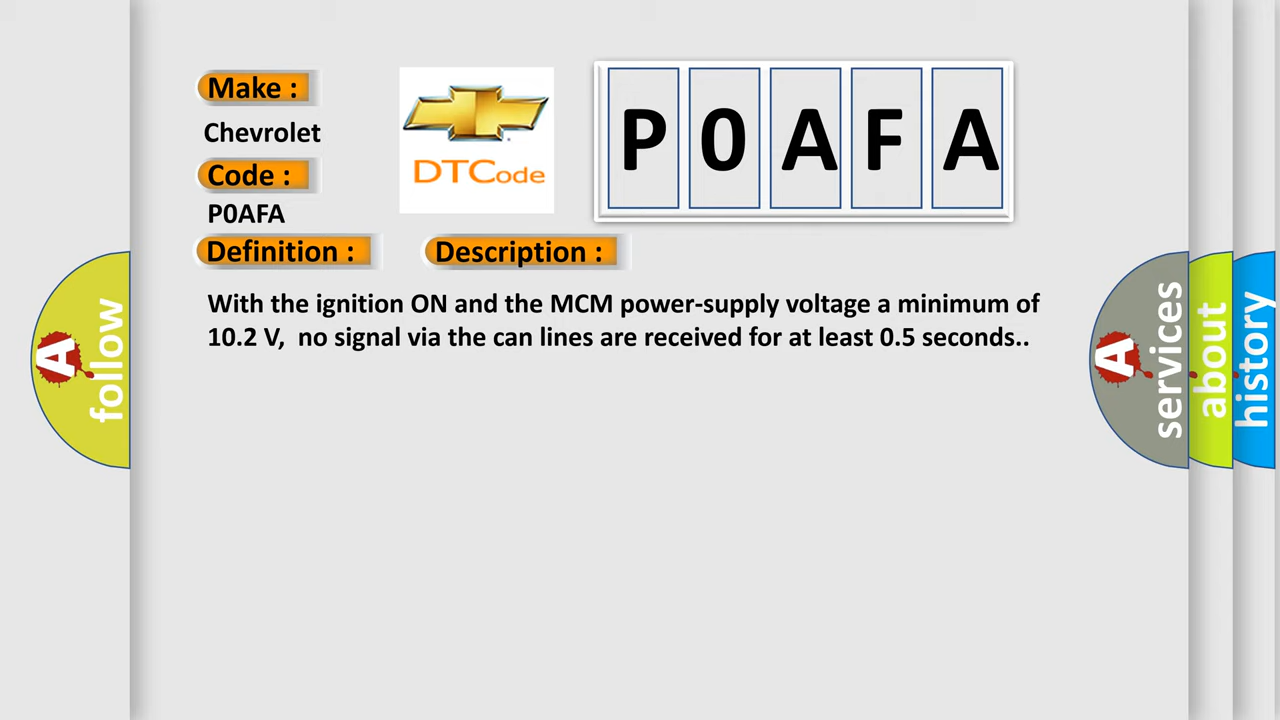 Make :
Chevrolet
Code :
P0AFA
Definition :
Description :
With the ignition ON and the MCM power-supply voltage a minimum of
10.2 V,  no signal via the can lines are received for at least 0.5 seconds..
DTCode
P0AFA
A follow
A services
about
history